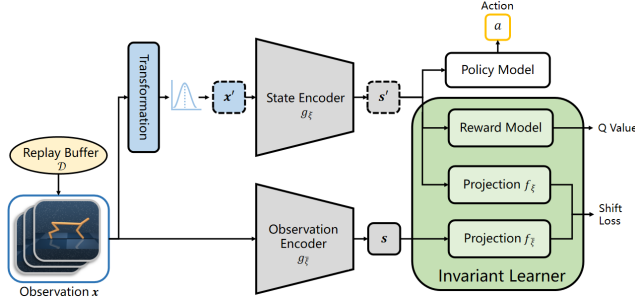 Action
a
Transformation
x′
State Encoder
g_ξ
s′
Policy Model
Reward Model
Q Value
Replay Buffer
𝒟
Projection f_ξ
Shift
Loss
Observation
Encoder
g_ξ̄
s
Projection f_ξ̄
Invariant Learner
Observation x